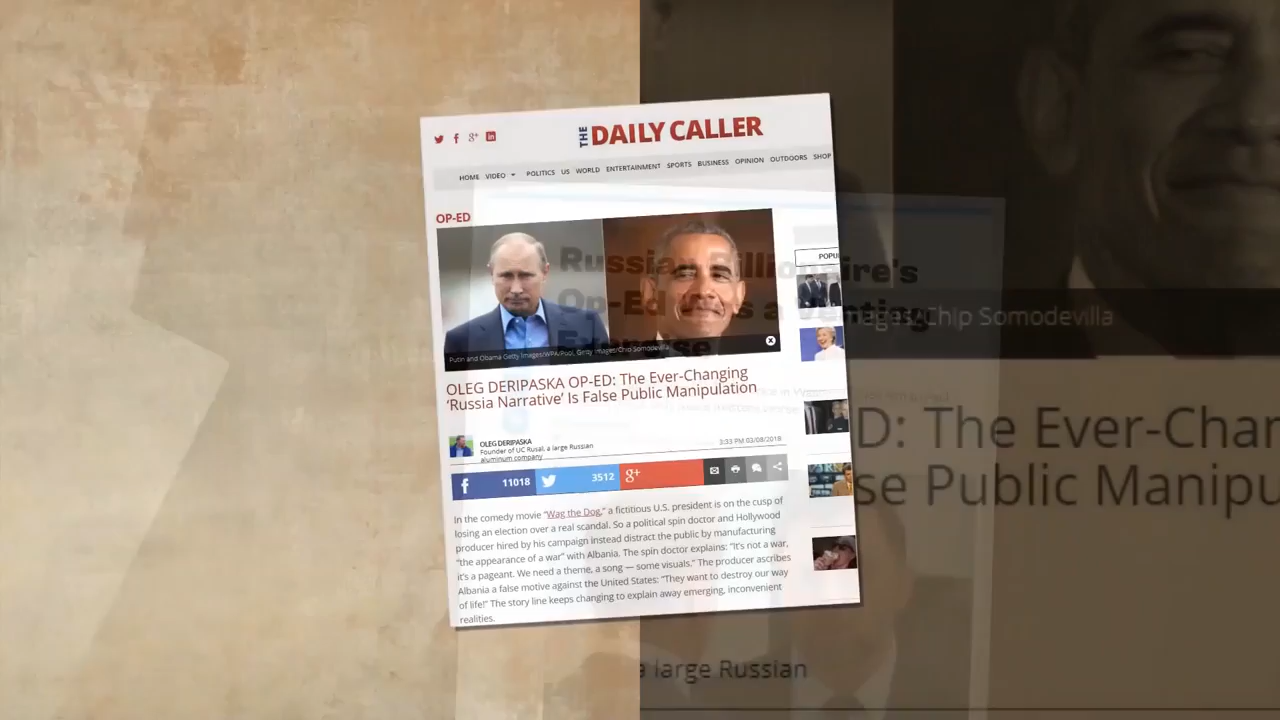 THE DAILY CALLER
HOME VIDEO POLITICS US WORLD ENTERTAINMENT SPORTS BUSINESS OPINION OUTDOORS SHOP
OP-ED
POPU
Russian Billionaire's
Op-Ed is a Venting
Putin and Obama Getty Images/WPA/Pool, Getty Images/Chip Somodevilla
mages/Chip Somodevilla
OLEG DERIPASKA OP-ED: The Ever-Changing
'Russia Narrative' Is False Public Manipulation
D: The Ever-Chan
se Public Manipu
OLEG DERIPASKA
Founder of UC Rusal, a large Russian
aluminum company
3:33 PM 03/08/2018
11018
3512
In the comedy movie "Wag the Dog," a fictitious U.S. president is on the cusp of
losing an election over a real scandal. So a political spin doctor and Hollywood
producer hired by his campaign instead distract the public by manufacturing
"the appearance of a war" with Albania. The spin doctor explains: "It's not a war,
it's a pageant. We need a theme, a song — some visuals." The producer ascribes
Albania a false motive against the United States: "They want to destroy our way
of life!" The story line keeps changing to explain away emerging, inconvenient
realities.
a large Russian